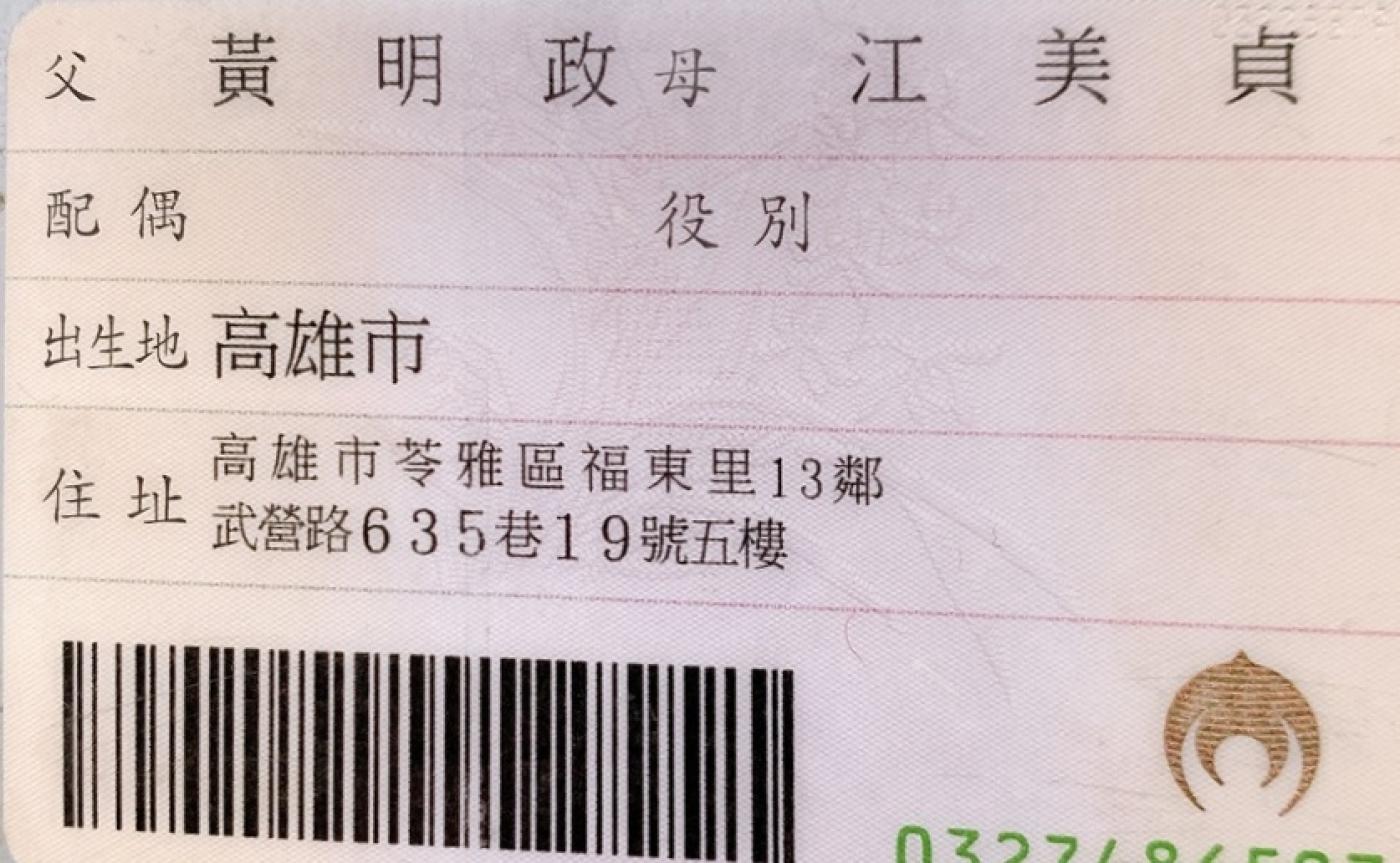 父 黃明政 母 江美貞
配偶 役別
出生地 高雄市
住址 高雄市苓雅區福東里13鄰
武營路635巷19號五樓